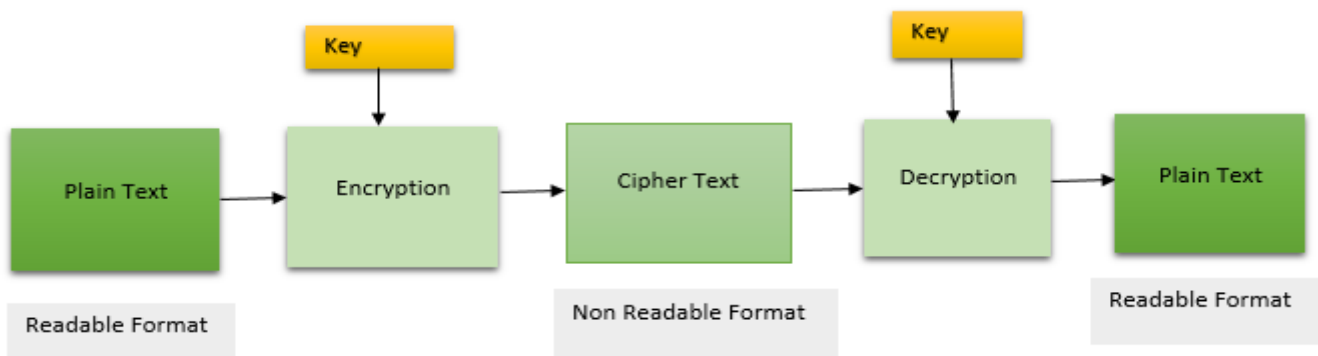 Key
Key
Plain Text
Encryption
Cipher Text
Decryption
Plain Text
Readable Format
Non Readable Format
Readable Format